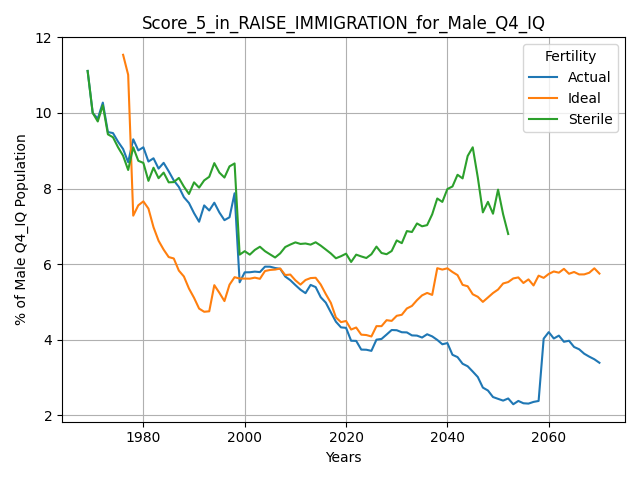 Score_5_in_RAISE_IMMIGRATION_for_Male_Q4_IQ
Fertility
Actual
Ideal
Sterile
% of Male Q4_IQ Population
12
10
8
6
4
2
1980
2000
2020
2040
2060
Years